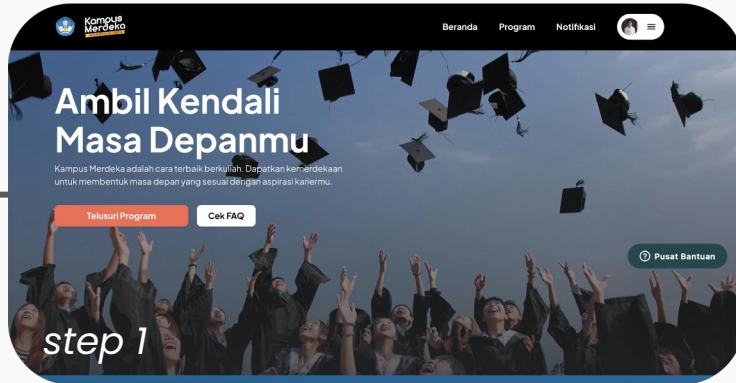 Kampus
Merdeka
Beranda Program Notifikasi
Ambil Kendali
Masa Depanmu
Kampus Merdeka adalah cara terbaik berkuliah. Dapatkan kemerdekaan
untuk membentuk masa depan yang sesuai dengan aspirasi kariermu.
Telusuri Program Cek FAQ
Pusat Bantuan
step 1